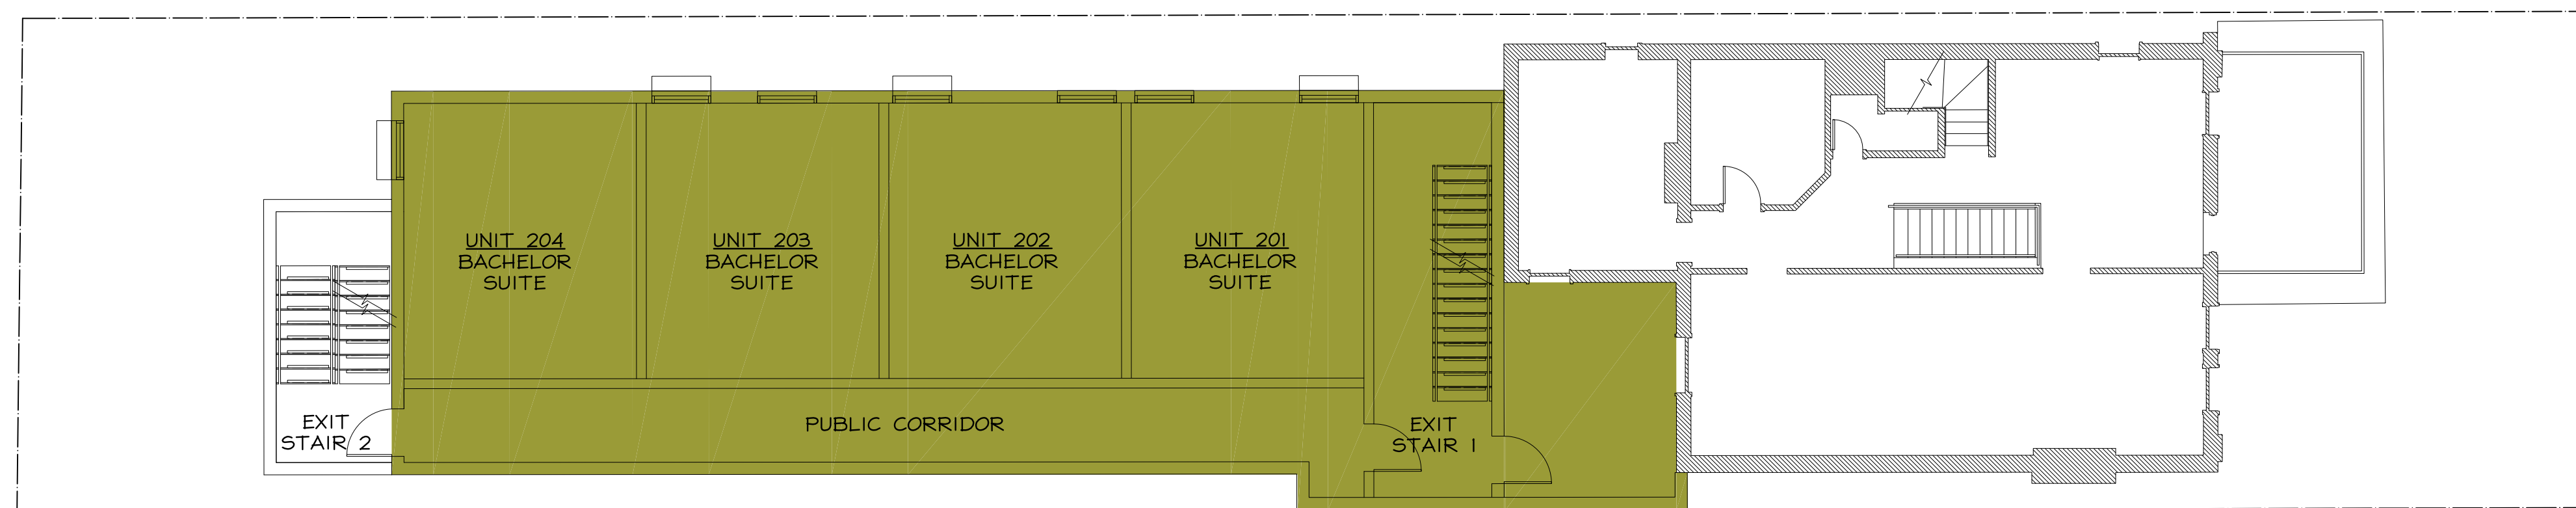 UNIT 204
BACHELOR
SUITE
UNIT 203
BACHELOR
SUITE
UNIT 202
BACHELOR
SUITE
UNIT 201
BACHELOR
SUITE
EXIT
STAIR 2
PUBLIC CORRIDOR
EXIT
STAIR 1